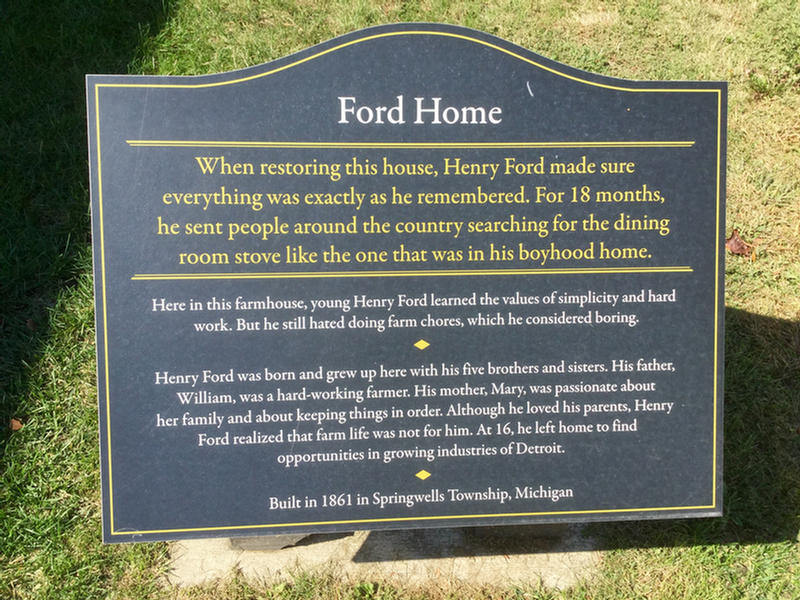 Ford Home
When restoring this house, Henry Ford made sure
everything was exactly as he remembered. For 18 months,
he sent people around the country searching for the dining
room stove like the one that was in his boyhood home.
Here in this farmhouse, young Henry Ford learned the values of simplicity and hard
work. But he still hated doing farm chores, which he considered boring.
Henry Ford was born and grew up here with his five brothers and sisters. His father,
William, was a hard-working farmer. His mother, Mary, was passionate about
her family and about keeping things in order. Although he loved his parents, Henry
Ford realized that farm life was not for him. At 16, he left home to find
opportunities in growing industries of Detroit.
Built in 1861 in Springwells Township, Michigan